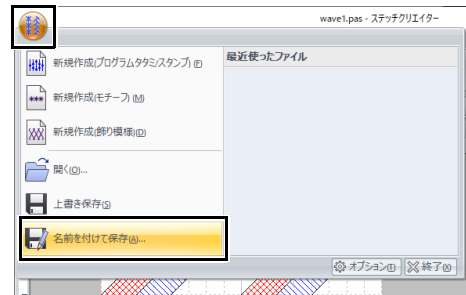 wave1.pas - ステッチクリエイター
新規作成(プログラムタタミ/スタンプ) (P)
新規作成(モチーフ) (M)
新規作成(飾り模様)(D)
開く(O)...
上書き保存(S)
名前を付けて保存(A)...
最近使ったファイル
オプション(T)
終了(X)